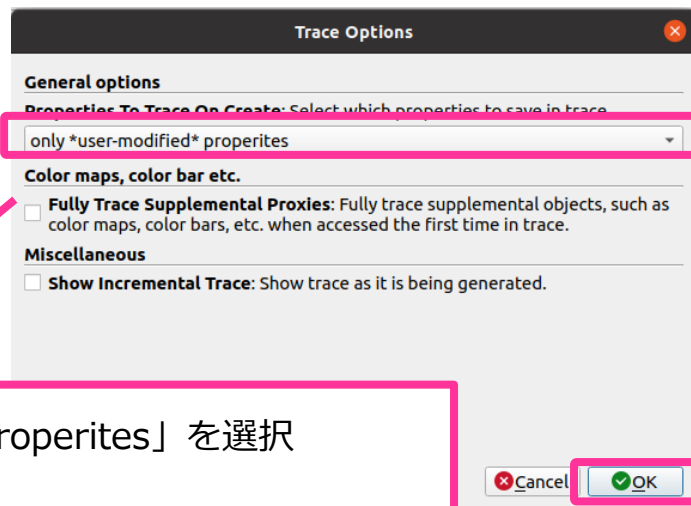 Trace Options
General options
Properties To Trace On Create: Select which properties to save in trace
only *user-modified* properites
Color maps, color bar etc.
Fully Trace Supplemental Proxies: Fully trace supplemental objects, such as
color maps, color bars, etc. when accessed the first time in trace.
Miscellaneous
Show Incremental Trace: Show trace as it is being generated.
roperites」を選択
Cancel
OK